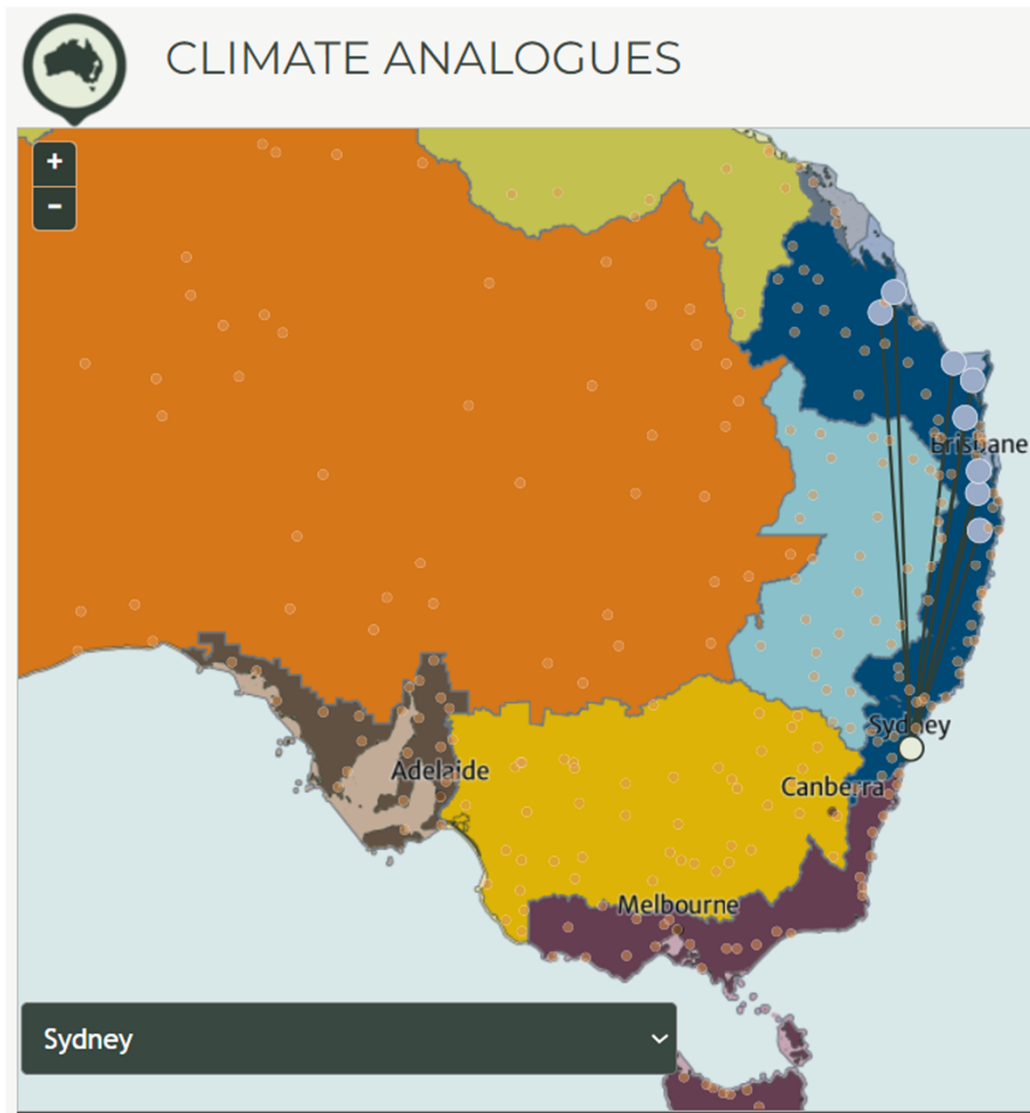 CLIMATE ANALOGUES
+
−
Brisbane
Sydney
Adelaide
Canberra
Melbourne
Sydney